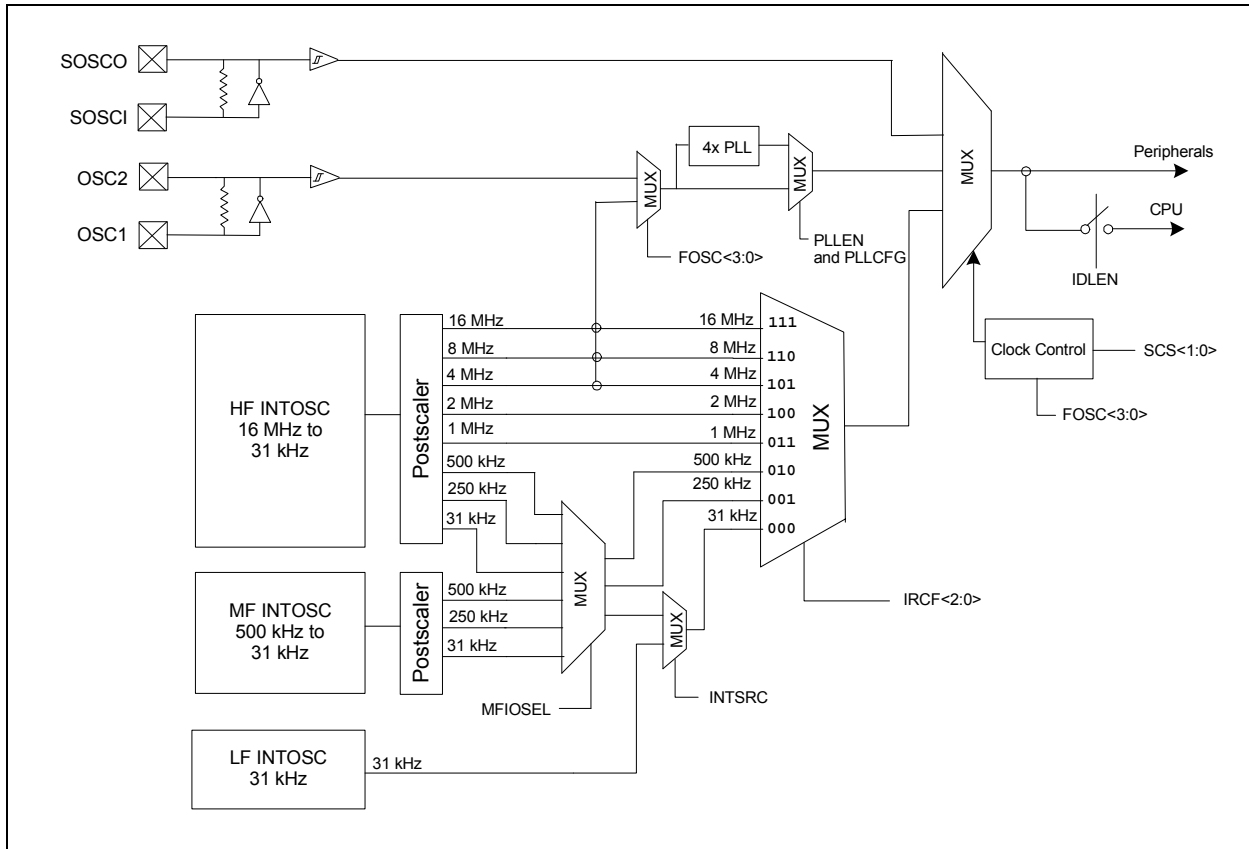 SOSCO
SOSCI
OSC2
OSC1
4x PLL
MUX
MUX
MUX
Peripherals
CPU
IDLEN
FOSC<3:0>
PLLEN
and PLLCFG
Clock Control
SCS<1:0>
FOSC<3:0>
HF INTOSC
16 MHz to
31 kHz
Postscaler
16 MHz
8 MHz
4 MHz
2 MHz
1 MHz
500 kHz
250 kHz
31 kHz
16 MHz
8 MHz
4 MHz
2 MHz
1 MHz
500 kHz
250 kHz
31 kHz
111
110
101
100
011
010
001
000
MUX
IRCF<2:0>
MF INTOSC
500 kHz to
31 kHz
Postscaler
500 kHz
250 kHz
31 kHz
MUX
MUX
MFIOSEL
INTSRC
LF INTOSC
31 kHz
31 kHz